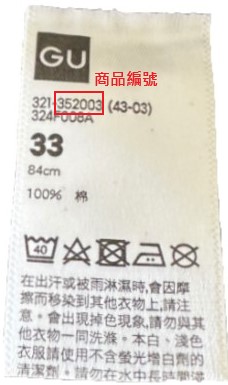 GU
商品編號
321-352003 (43-03)
324F008A
33
84cm
100% 棉
40
在出汗或被雨淋濕時,會因摩
擦而移染到其他衣物上,請注
意。會出現掉色現象,請勿與其
他衣物一同洗滌。本白、淺色
衣服請使用不含螢光增白劑的
清潔劑。請勿在水中長時間